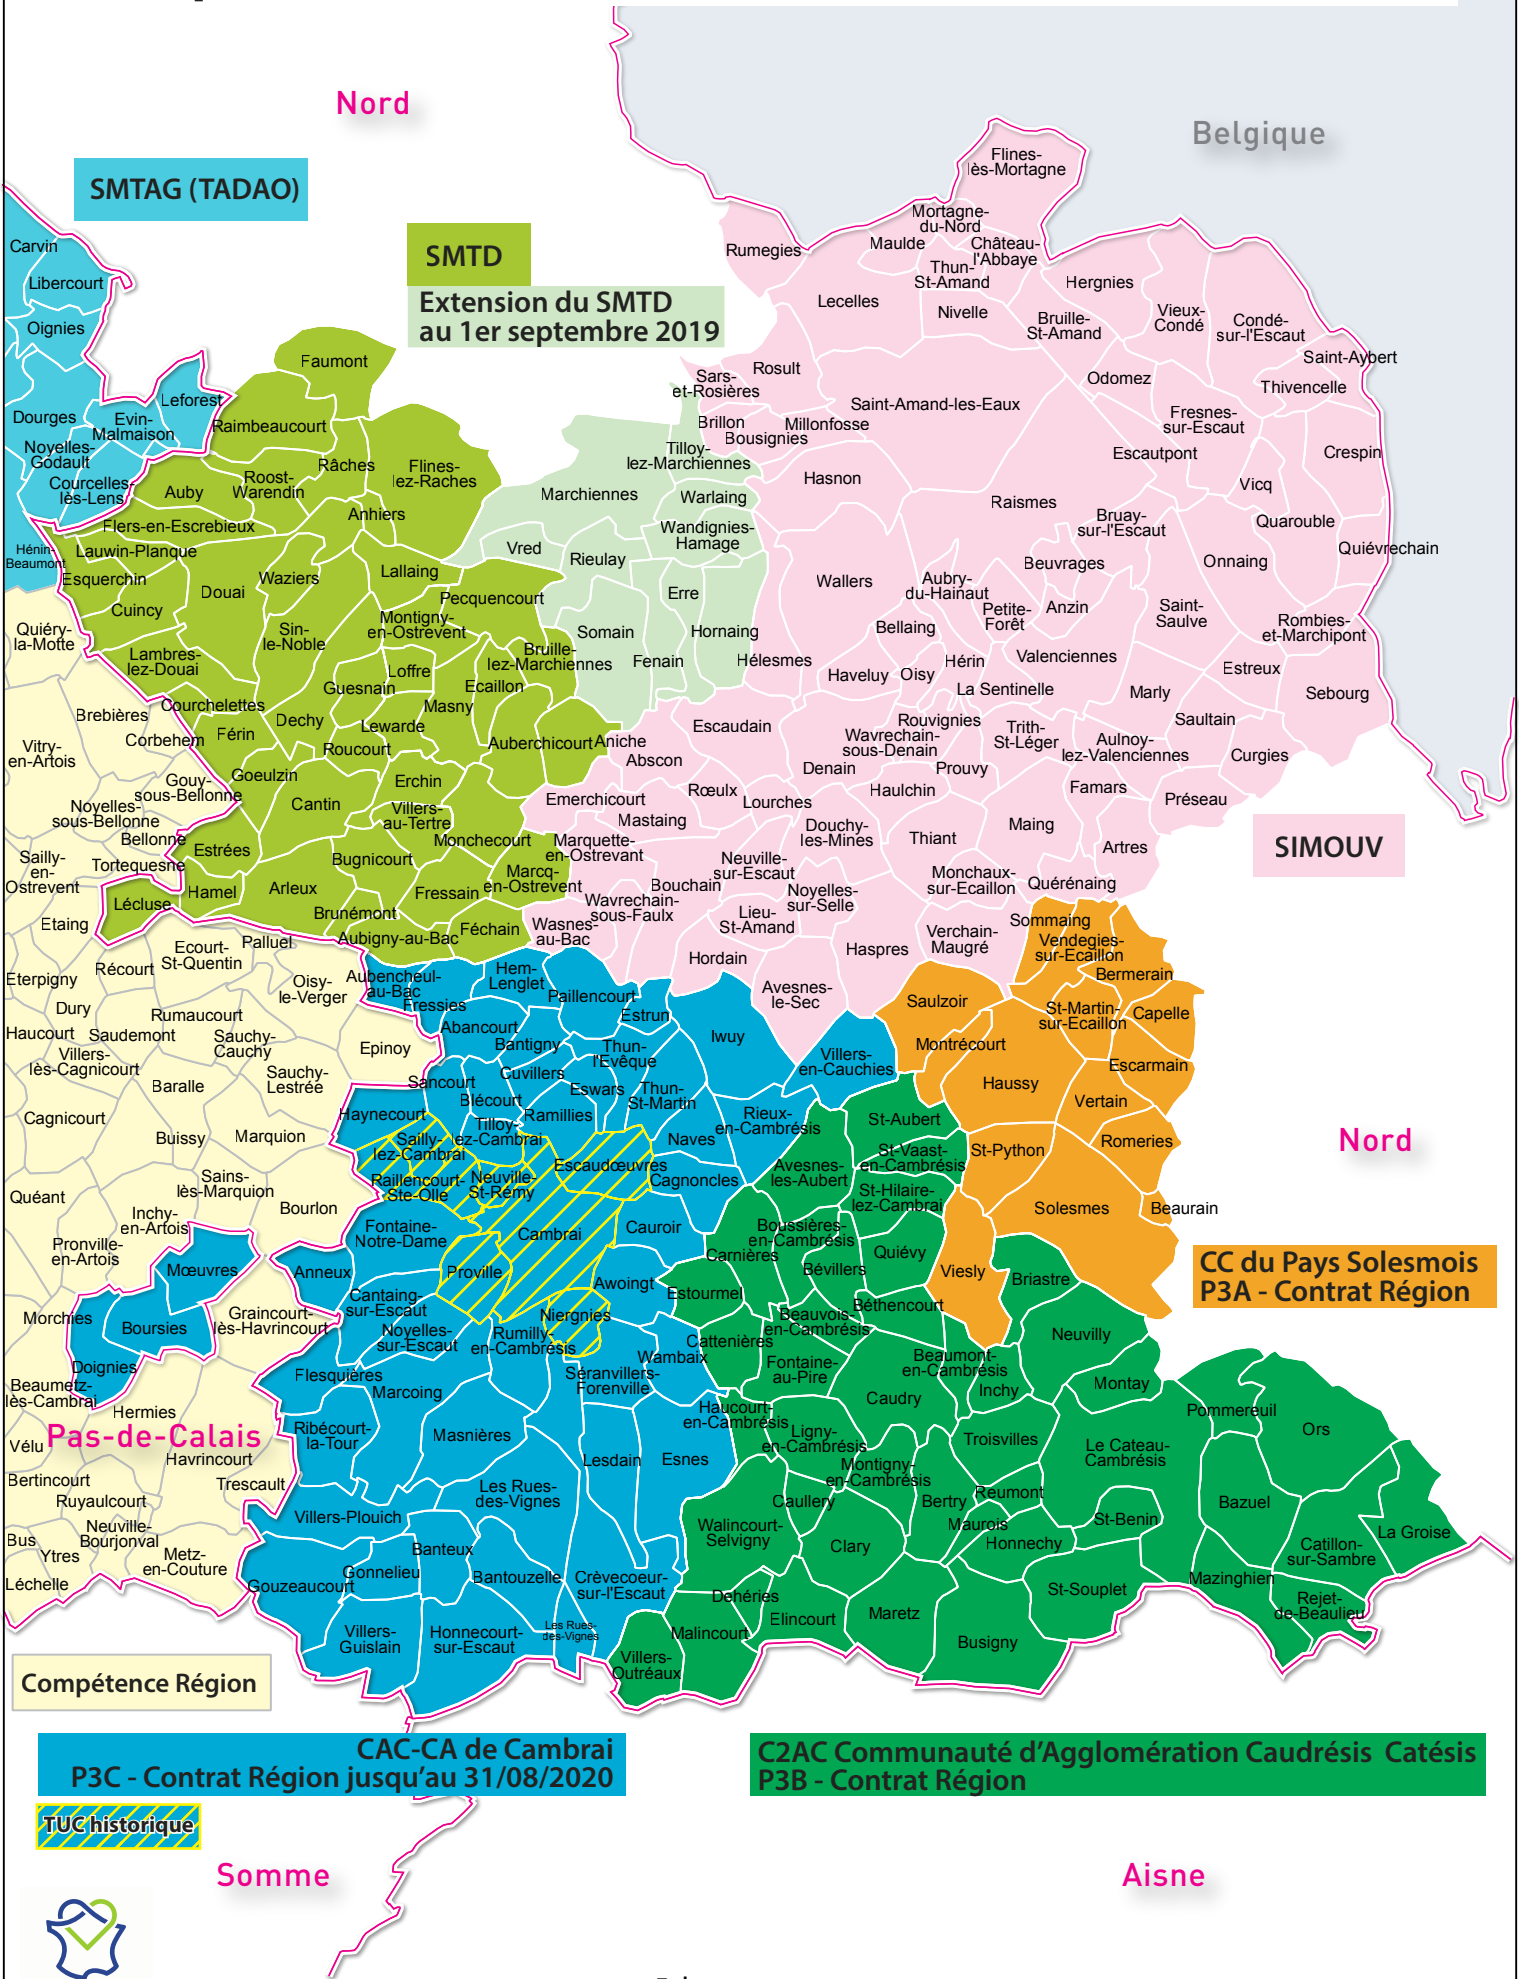 Nord
Belgique
SMTAG (TADAO)
SMTD
Extension du SMTD
au 1er septembre 2019
Flines-
lès-Mortagne
Mortagne-
du-Nord
Rumegies
Maulde
Château-
l'Abbaye
Thun-
St-Amand
Hergnies
Lecelles
Nivelle
Bruille-
St-Amand
Vieux-
Condé
Condé-
sur-l'Escaut
Saint-Aybert
Thivencelle
Carvin
Libercourt
Oignies
Faumont
Rosult
Sars-
et-Rosières
Odomez
Saint-Amand-les-Eaux
Fresnes-
sur-Escaut
Leforest
Dourges
Evin-
Malmaison
Raimbeaucourt
Brillon
Bousignies
Millonfosse
Noyelles-
Godault
Tilloy-
lez-Marchiennes
Escautpont
Crespin
Râches
Flines-
lez-Raches
Roost-
Warendin
Hasnon
Vicq
Courcelles-
lès-Lens
Auby
Marchiennes
Warlaing
Raismes
Anhiers
Flers-en-Escrebieux
Wandignies-
Hamage
Bruay-
sur-l'Escaut
Quarouble
Hénin-
Beaumont
Lauwin-Planque
Vred
Rieulay
Quiévrechain
Beuvrages
Onnaing
Esquerchin
Waziers
Lallaing
Wallers
Aubry-
du-Hainaut
Douai
Erre
Cuincy
Pecquencourt
Petite-
Forêt
Anzin
Saint-
Saulve
Quiéry-
la-Motte
Sin-
le-Noble
Montigny-
en-Ostrevent
Somain
Hornaing
Bellaing
Rombies-
et-Marchipont
Lambres-
lez-Douai
Bruille-
lez-Marchiennes
Fenain
Hélesmes
Hérin
Valenciennes
Loffre
Guesnain
Ecaillon
Haveluy
Oisy
La Sentinelle
Estreux
Marly
Sebourg
Brebières
Courchelettes
Masny
Dechy
Lewarde
Escaudain
Rouvignies
Saultain
Corbehem
Férin
Roucourt
Auberchicourt
Aniche
Wavrechain-
sous-Denain
Trith-
St-Léger
Aulnoy-
lez-Valenciennes
Curgies
Vitry-
en-Artois
Abscon
Denain
Prouvy
Goeulzin
Erchin
Gouy-
sous-Bellonne
Rœulx
Haulchin
Famars
Noyelles-
sous-Bellonne
Cantin
Villers-
au-Tertre
Emerchicourt
Lourches
Préseau
Mastaing
Douchy-
les-Mines
Maing
Bellonne
Monchecourt
Marquette-
en-Ostrevant
Thiant
Artres
SIMOUV
Estrées
Bugnicourt
Neuville-
sur-Escaut
Sailly-
en-
Ostrevent
Tortequesne
Marcq-
en-Ostrevent
Bouchain
Monchaux-
sur-Ecaillon
Quérénaing
Hamel
Arleux
Fressain
Noyelles-
sur-Selle
Lécluse
Wavrechain-
sous-Faulx
Brunémont
Lieu-
St-Amand
Sommaing
Etaing
Aubigny-au-Bac
Féchain
Wasnes-
au-Bac
Verchain-
Maugré
Vendegies-
sur-Ecaillon
Ecourt-
St-Quentin
Palluel
Haspres
Hordain
Récourt
Eterpigny
Aubencheul-
au-Bac
Hem-
Lenglet
Bermerain
Oisy-
le-Verger
Fressies
Paillencourt
Avesnes-
le-Sec
Saulzoir
Dury
Rumaucourt
Estrun
St-Martin-
sur-Ecaillon
Capelle
Haucourt
Saudemont
Abancourt
Iwuy
Sauchy-
Cauchy
Bantigny
Montrécourt
Villers-
lès-Cagnicourt
Epinoy
Thun-
l'Evêque
Villers-
en-Cauchies
Escarmain
Sauchy-
Lestrée
Sancourt
Cuvillers
Haussy
Baralle
Blécourt
Eswars
Thun-
St-Martin
Vertain
Cagnicourt
Haynecourt
Ramillies
Rieux-
en-Cambrésis
St-Aubert
Buissy
Marquion
Tilloy-
lez-Cambrai
Sailly-
lez-Cambrai
Naves
Romeries
Nord
St-Vaast-
en-Cambrésis
St-Python
Escaudœuvres
Avesnes-
les-Aubert
Cagnoncles
Raillencourt-
Ste-Olle
Neuville-
St-Rémy
Sains-
lès-Marquion
Quéant
St-Hilaire-
lez-Cambrai
Bourlon
Solesmes
Beaurain
Inchy-
en-Artois
Fontaine-
Notre-Dame
Cambrai
Cauroir
Boussières-
en-Cambrésis
Pronville-
en-Artois
Carnières
Quiévy
CC du Pays Solesmois
P3A - Contrat Région
Mœuvres
Anneux
Proville
Awoingt
Bévillers
Viesly
Briastre
Estourmel
Cantaing-
sur-Escaut
Béthencourt
Morchies
Graincourt-
lès-Havrincourt
Niergnies
Beauvois-
en-Cambrésis
Boursies
Noyelles-
sur-Escaut
Rumilly-
en-Cambrésis
Cattenières
Neuvilly
Wambaix
Doignies
Flesquières
Séranvillers-
Forenville
Fontaine-
au-Pire
Beaumont-
en-Cambrésis
Beaumetz-
lès-Cambrai
Marcoing
Caudry
Inchy
Montay
Hermies
Haucourt-
en-Cambrésis
Pommereuil
Ors
Pas-de-Calais
Ribécourt-
la-Tour
Masnières
Ligny-
en-Cambrésis
Troisvilles
Le Cateau-
Cambrésis
Vélu
Havrincourt
Lesdain
Esnes
Montigny-
en-Cambrésis
Bertincourt
Trescault
Les Rues-
des-Vignes
Ruyaulcourt
Caullery
Bertry
Reumont
Bazuel
Villers-Plouich
Walincourt-
Selvigny
Maurois
St-Benin
Neuville-
Bourjonval
Clary
Honnechy
La Groise
Bus
Ytres
Banteux
Catillon-
sur-Sambre
Metz-
en-Couture
Gonnelieu
Bantouzelle
Crèvecoeur-
sur-l'Escaut
Léchelle
Gouzeaucourt
Dehéries
St-Souplet
Mazinghien
Rejet-
de-Beaulieu
Elincourt
Maretz
Villers-
Guislain
Honnecourt-
sur-Escaut
Les Rues-
des-Vignes
Malincourt
Busigny
Villers-
Outréaux
Compétence Région
CAC-CA de Cambrai
P3C - Contrat Région jusqu'au 31/08/2020
C2AC Communauté d'Agglomération Caudrésis Catésis
P3B - Contrat Région
TUC historique
Somme
Aisne